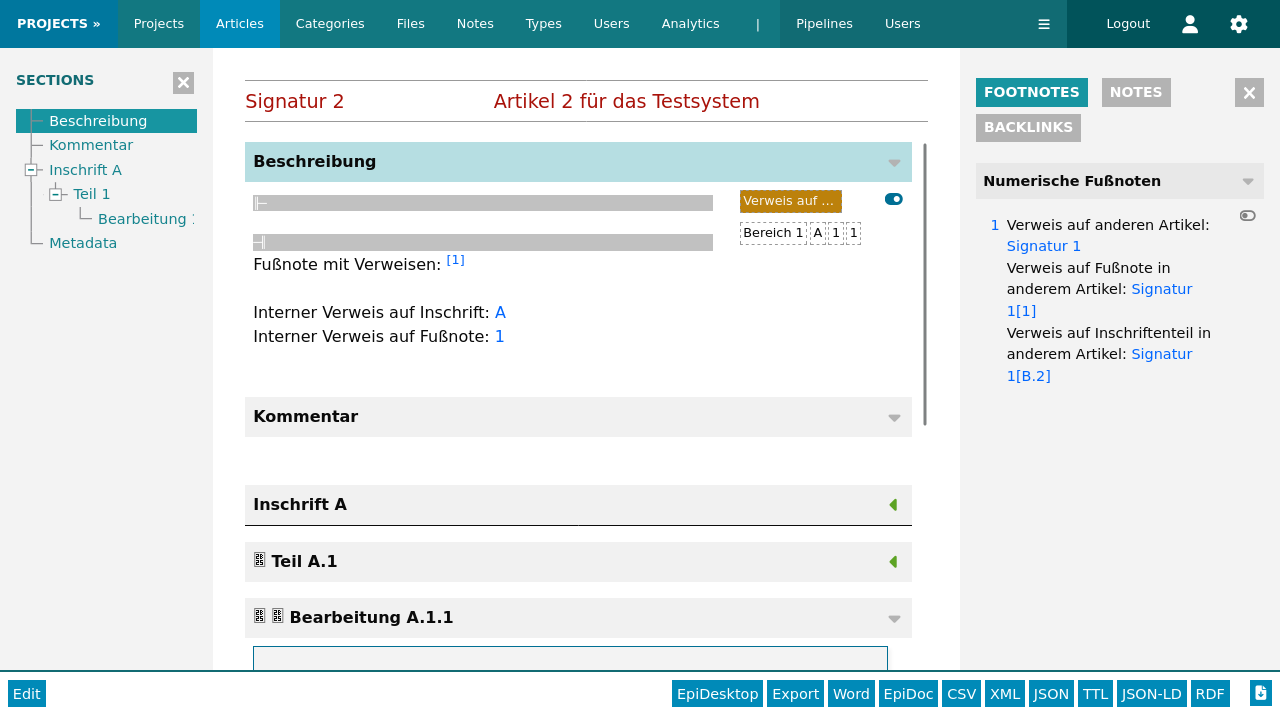 PROJECTS » Projects Articles Categories Files Notes Types Users Analytics | Pipelines Users ☰ Logout
SECTIONS
Beschreibung
Kommentar
Inschrift A
Teil 1
Bearbeitung
Metadata
Signatur 2 Artikel 2 für das Testsystem
Beschreibung
Verweis auf ...
Bereich 1 A 1 1
Fußnote mit Verweisen: [1]
Interner Verweis auf Inschrift: A
Interner Verweis auf Fußnote: 1
Kommentar
Inschrift A
Teil A.1
Bearbeitung A.1.1
FOOTNOTES NOTES
BACKLINKS
Numerische Fußnoten
1 Verweis auf anderen Artikel:
Signatur 1
Verweis auf Fußnote in
anderem Artikel: Signatur
1[1]
Verweis auf Inschriftenteil in
anderem Artikel: Signatur
1[B.2]
Edit EpiDesktop Export Word EpiDoc CSV XML JSON TTL JSON-LD RDF